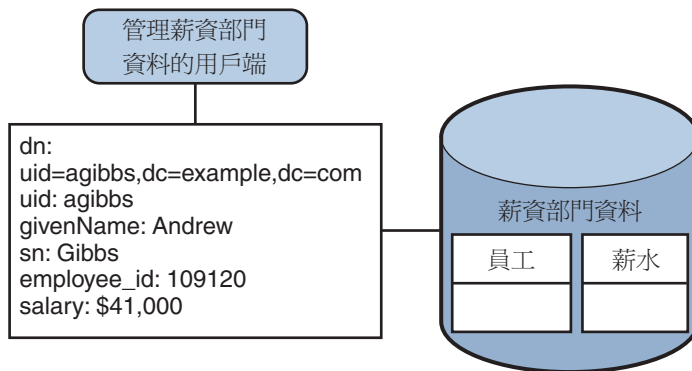 管理薪資部門
資料的用戶端
dn:
uid=agibbs,dc=example,dc=com
uid: agibbs
givenName: Andrew
sn: Gibbs
employee_id: 109120
salary: $41,000
薪資部門資料
員工
薪水